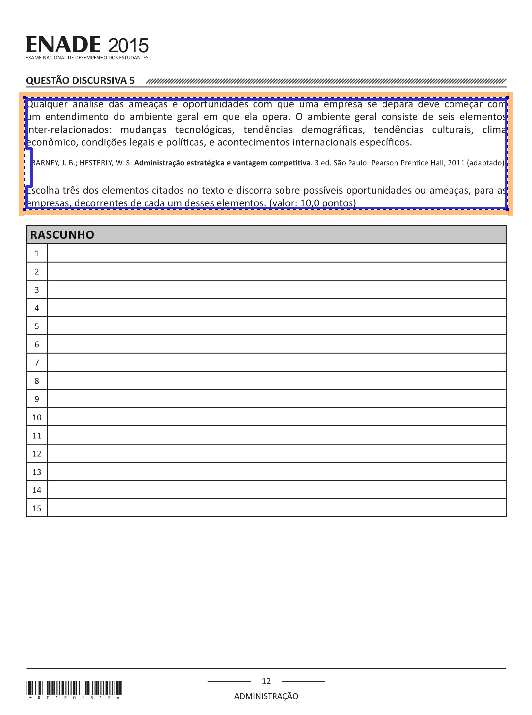 ENADE 2015
EXAME NACIONAL DE DESEMPENHO DOS ESTUDANTES
QUESTÃO DISCURSIVA 5
Qualquer análise das ameaças e oportunidades com que uma empresa se depara deve começar com
um entendimento do ambiente geral em que ela opera. O ambiente geral consiste de seis elementos
inter-relacionados: mudanças tecnológicas, tendências demográficas, tendências culturais, clima
econômico, condições legais e políticas, e acontecimentos internacionais específicos.
BARNEY, J. B.; HESTERLY, W. S. Administração estratégica e vantagem competitiva. 3 ed. São Paulo: Pearson Prentice Hall, 2011 (adaptado).
Escolha três dos elementos citados no texto e discorra sobre possíveis oportunidades ou ameaças, para as
empresas, decorrentes de cada um desses elementos. (valor: 10,0 pontos)
RASCUNHO
1
2
3
4
5
6
7
8
9
10
11
12
13
14
15
12
ADMINISTRAÇÃO